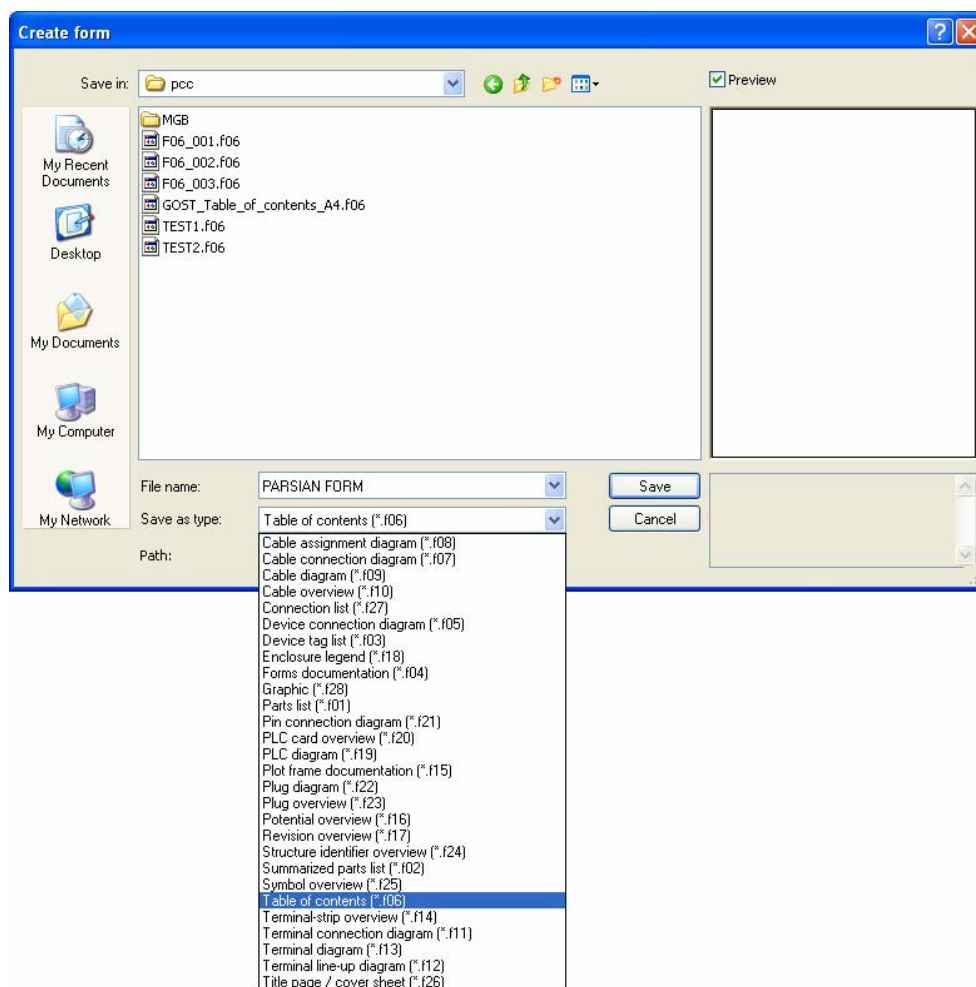 Create form
Save in:
pcc
Preview
My Recent
Documents
Desktop
My Documents
My Computer
My Network
MGB
F06_001.f06
F06_002.f06
F06_003.f06
GOST_Table_of_contents_A4.f06
TEST1.f06
TEST2.f06
File name:
PARSIAN FORM
Save
Save as type:
Table of contents (*.f06)
Cancel
Path:
Cable assignment diagram (*.f08)
Cable connection diagram (*.f07)
Cable diagram (*.f09)
Cable overview (*.f10)
Connection list (*.f27)
Device connection diagram (*.f05)
Device tag list (*.f03)
Enclosure legend (*.f18)
Forms documentation (*.f04)
Graphic (*.f28)
Parts list (*.f01)
Pin connection diagram (*.f21)
PLC card overview (*.f20)
PLC diagram (*.f19)
Plot frame documentation (*.f15)
Plug diagram (*.f22)
Plug overview (*.f23)
Potential overview (*.f16)
Revision overview (*.f17)
Structure identifier overview (*.f24)
Summarized parts list (*.f02)
Symbol overview (*.f25)
Table of contents (*.f06)
Terminal-strip overview (*.f14)
Terminal connection diagram (*.f11)
Terminal diagram (*.f13)
Terminal line-up diagram (*.f12)
Title page / cover sheet (*.f26)